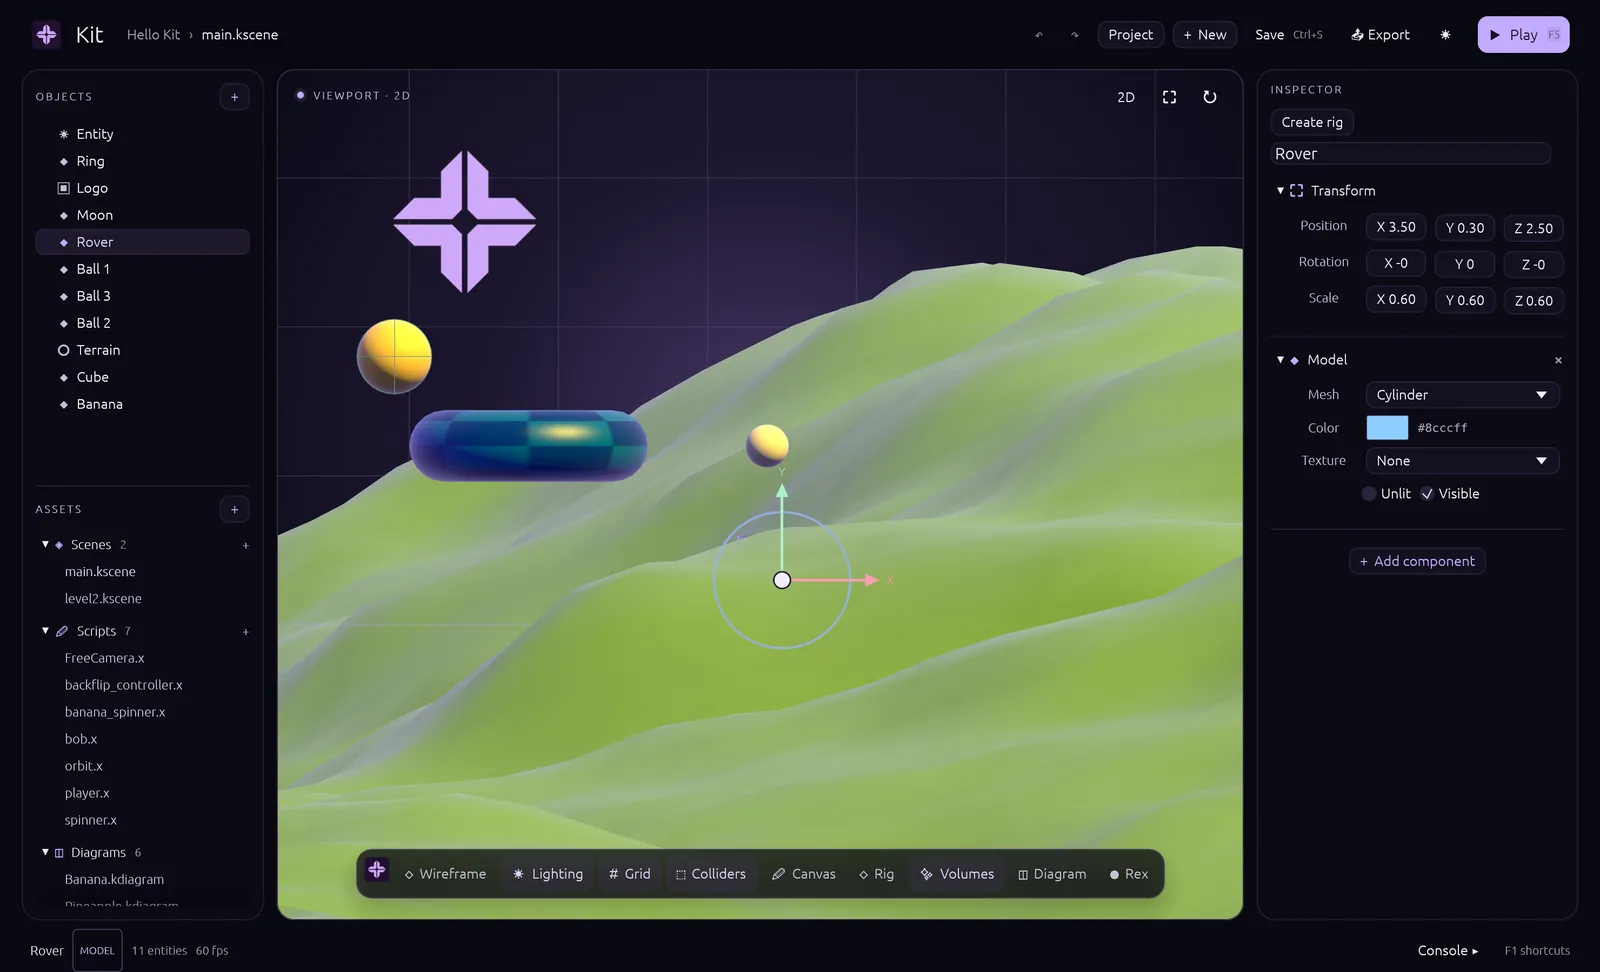 Kit Hello Kit › main.kscene
Project + New Save Ctrl+S Export Play F5
OBJECTS +
Entity
Ring
Logo
Moon
Rover
Ball 1
Ball 3
Ball 2
Terrain
Cube
Banana
ASSETS +
Scenes 2 +
main.kscene
level2.kscene
Scripts 7 +
FreeCamera.x
backflip_controller.x
banana_spinner.x
bob.x
orbit.x
player.x
spinner.x
Diagrams 6
Banana.kdiagram
Pineapple.kdiagram
VIEWPORT · 2D
2D
Y
X
Wireframe Lighting # Grid Colliders Canvas Rig Volumes Diagram Rex
INSPECTOR
Create rig
Rover
Transform
Position X 3.50 Y 0.30 Z 2.50
Rotation X -0 Y 0 Z -0
Scale X 0.60 Y 0.60 Z 0.60
Model ×
Mesh Cylinder
Color #8cccff
Texture None
Unlit Visible
+ Add component
Rover MODEL 11 entities 60 fps
Console ▸ F1 shortcuts